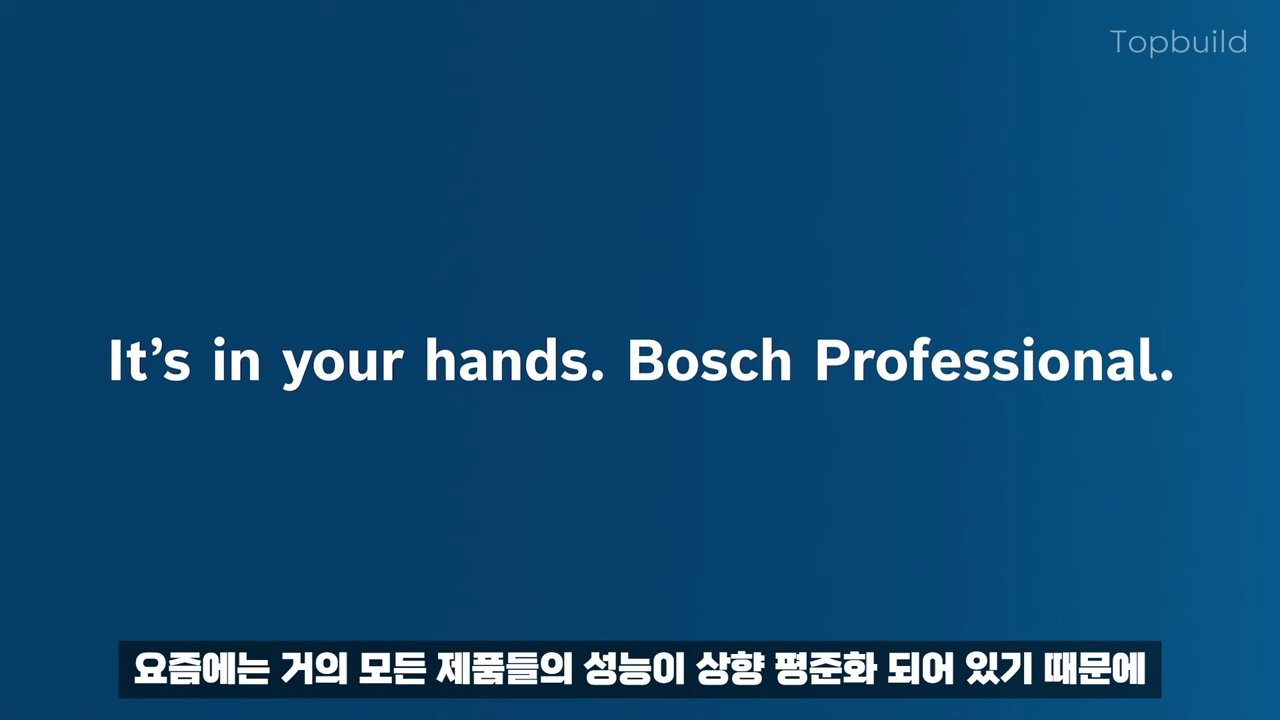 Topbuild
It’s in your hands. Bosch Professional.
요즘에는 거의 모든 제품들의 성능이 상향 평준화 되어 있기 때문에